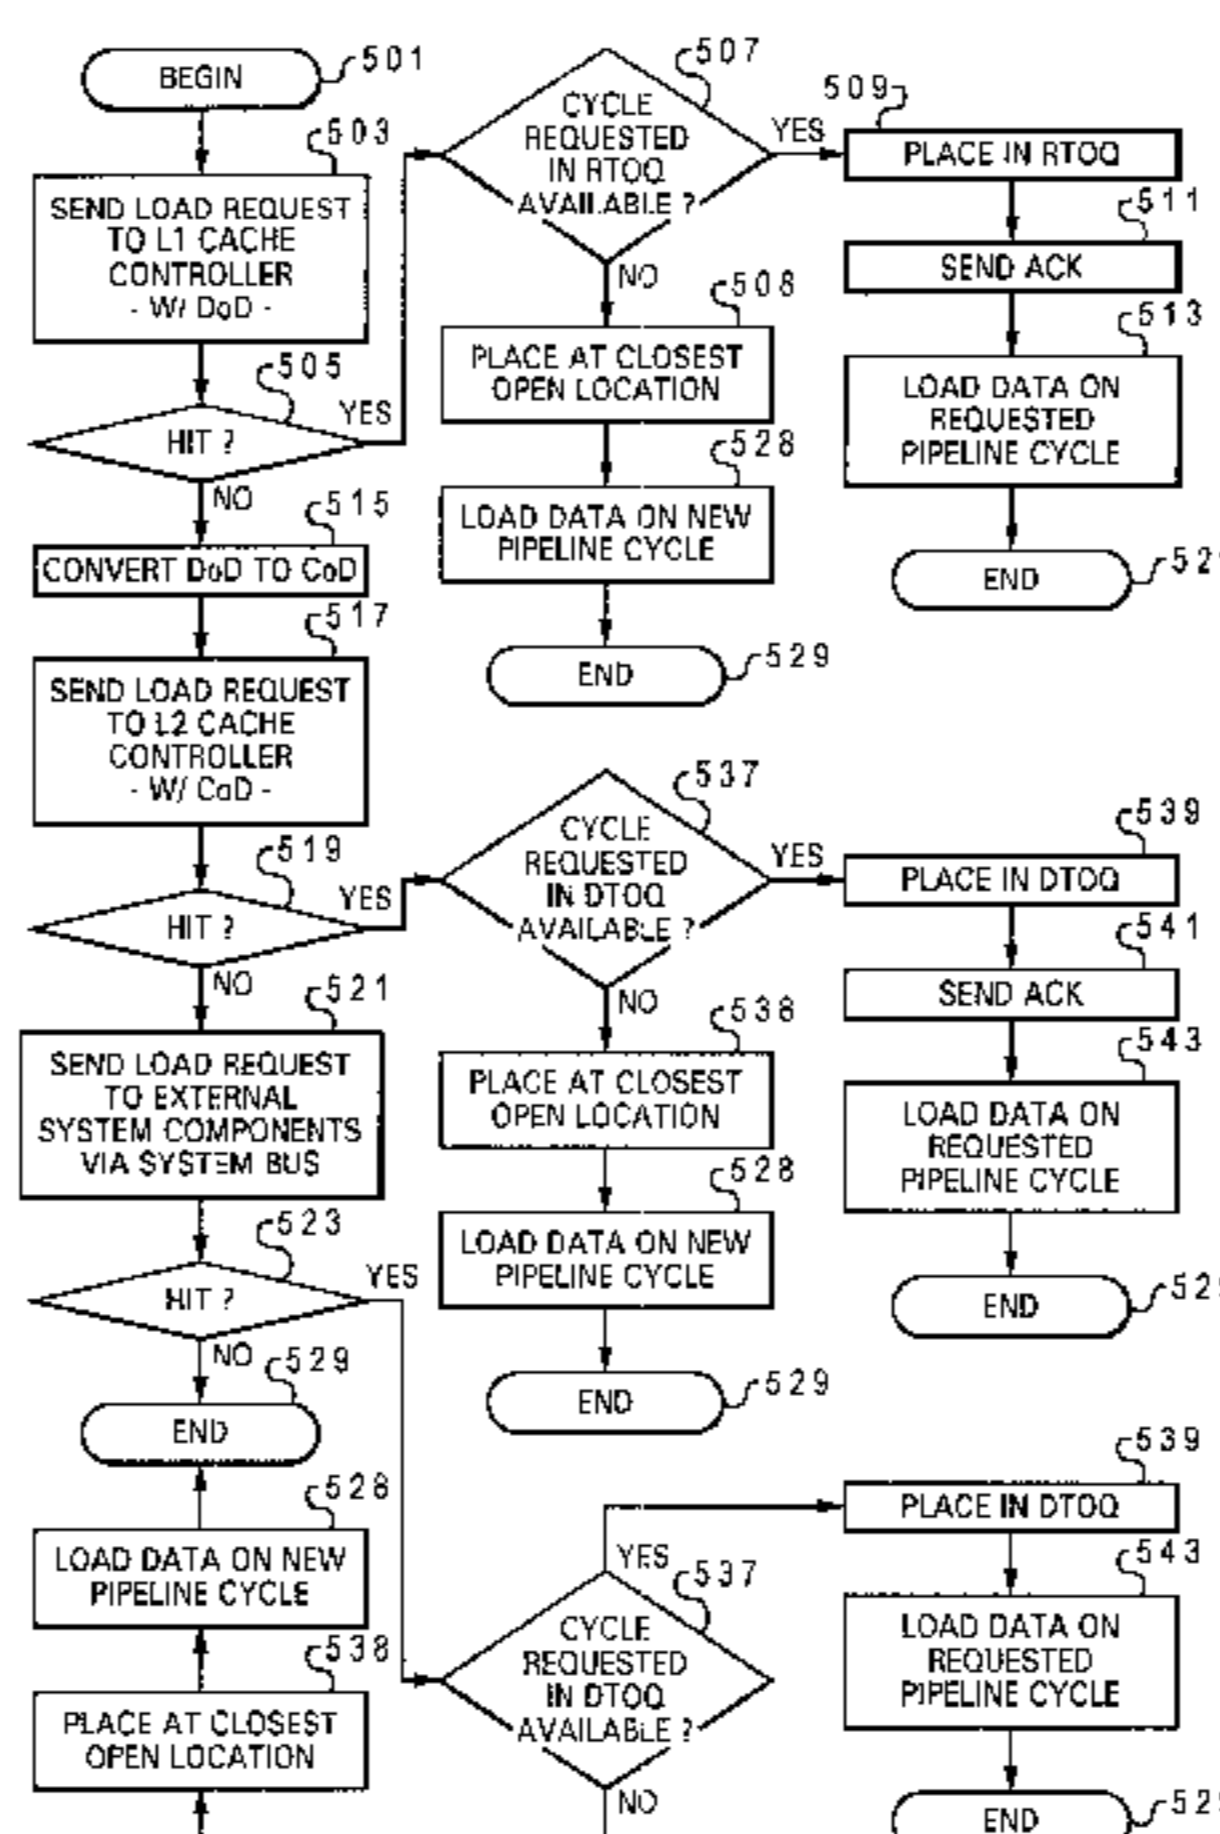 BEGIN
501
503
SEND LOAD REQUEST
TO L1 CACHE
CONTROLLER
- W/ DoD -
505
HIT ?
YES
NO
515
CONVERT DoD TO CoD
517
SEND LOAD REQUEST
TO L2 CACHE
CONTROLLER
- W/ CoD -
519
HIT ?
YES
NO
521
SEND LOAD REQUEST
TO EXTERNAL
SYSTEM COMPONENTS
VIA SYSTEM BUS
523
HIT ?
YES
NO
529
END
528
LOAD DATA ON NEW
PIPELINE CYCLE
538
PLACE AT CLOSEST
OPEN LOCATION
507
CYCLE
REQUESTED
IN RTOQ
AVAILABLE ?
YES
NO
508
PLACE AT CLOSEST
OPEN LOCATION
528
LOAD DATA ON NEW
PIPELINE CYCLE
END
529
509
PLACE IN RTOQ
511
SEND ACK
513
LOAD DATA ON
REQUESTED
PIPELINE CYCLE
END
537
CYCLE
REQUESTED
IN DTOQ
AVAILABLE ?
YES
NO
538
PLACE AT CLOSEST
OPEN LOCATION
528
LOAD DATA ON NEW
PIPELINE CYCLE
END
529
539
PLACE IN DTOQ
541
SEND ACK
543
LOAD DATA ON
REQUESTED
PIPELINE CYCLE
END
YES
537
CYCLE
REQUESTED
IN DTOQ
AVAILABLE ?
NO
539
PLACE IN DTOQ
543
LOAD DATA ON
REQUESTED
PIPELINE CYCLE
END